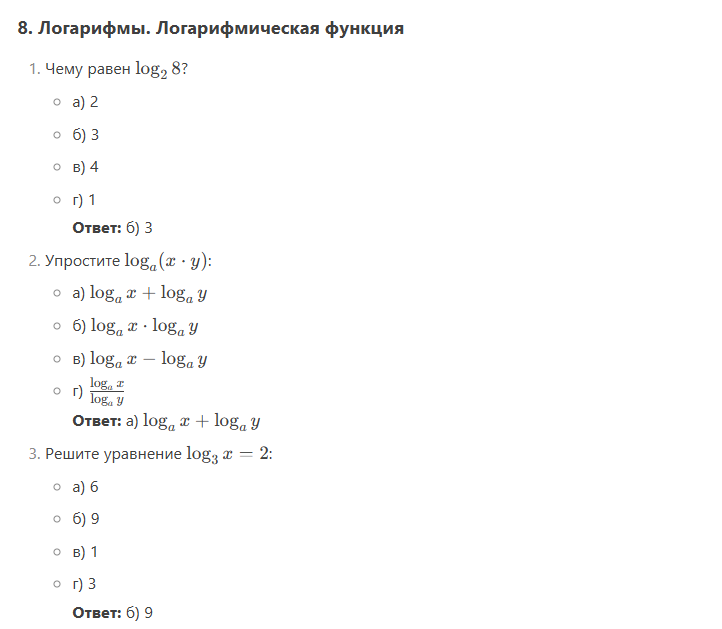 8. Логарифмы. Логарифмическая функция
1. Чему равен log₂ 8?
а) 2
б) 3
в) 4
г) 1
Ответ: б) 3
2. Упростите logₐ(x · y):
а) logₐ x + logₐ y
б) logₐ x · logₐ y
в) logₐ x − logₐ y
г) logₐ x / logₐ y
Ответ: а) logₐ x + logₐ y
3. Решите уравнение log₃ x = 2:
а) 6
б) 9
в) 1
г) 3
Ответ: б) 9